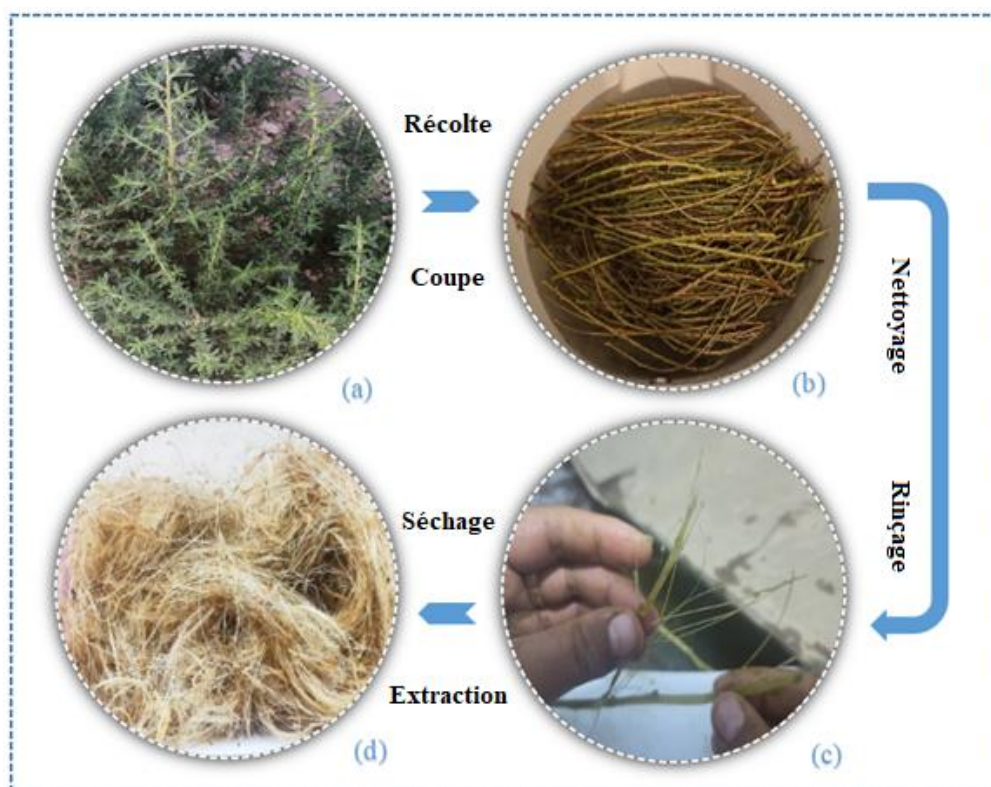 Récolte
Coupe
(a)
(b)
Nettoyage
Rinçage
Séchage
Extraction
(d)
(c)